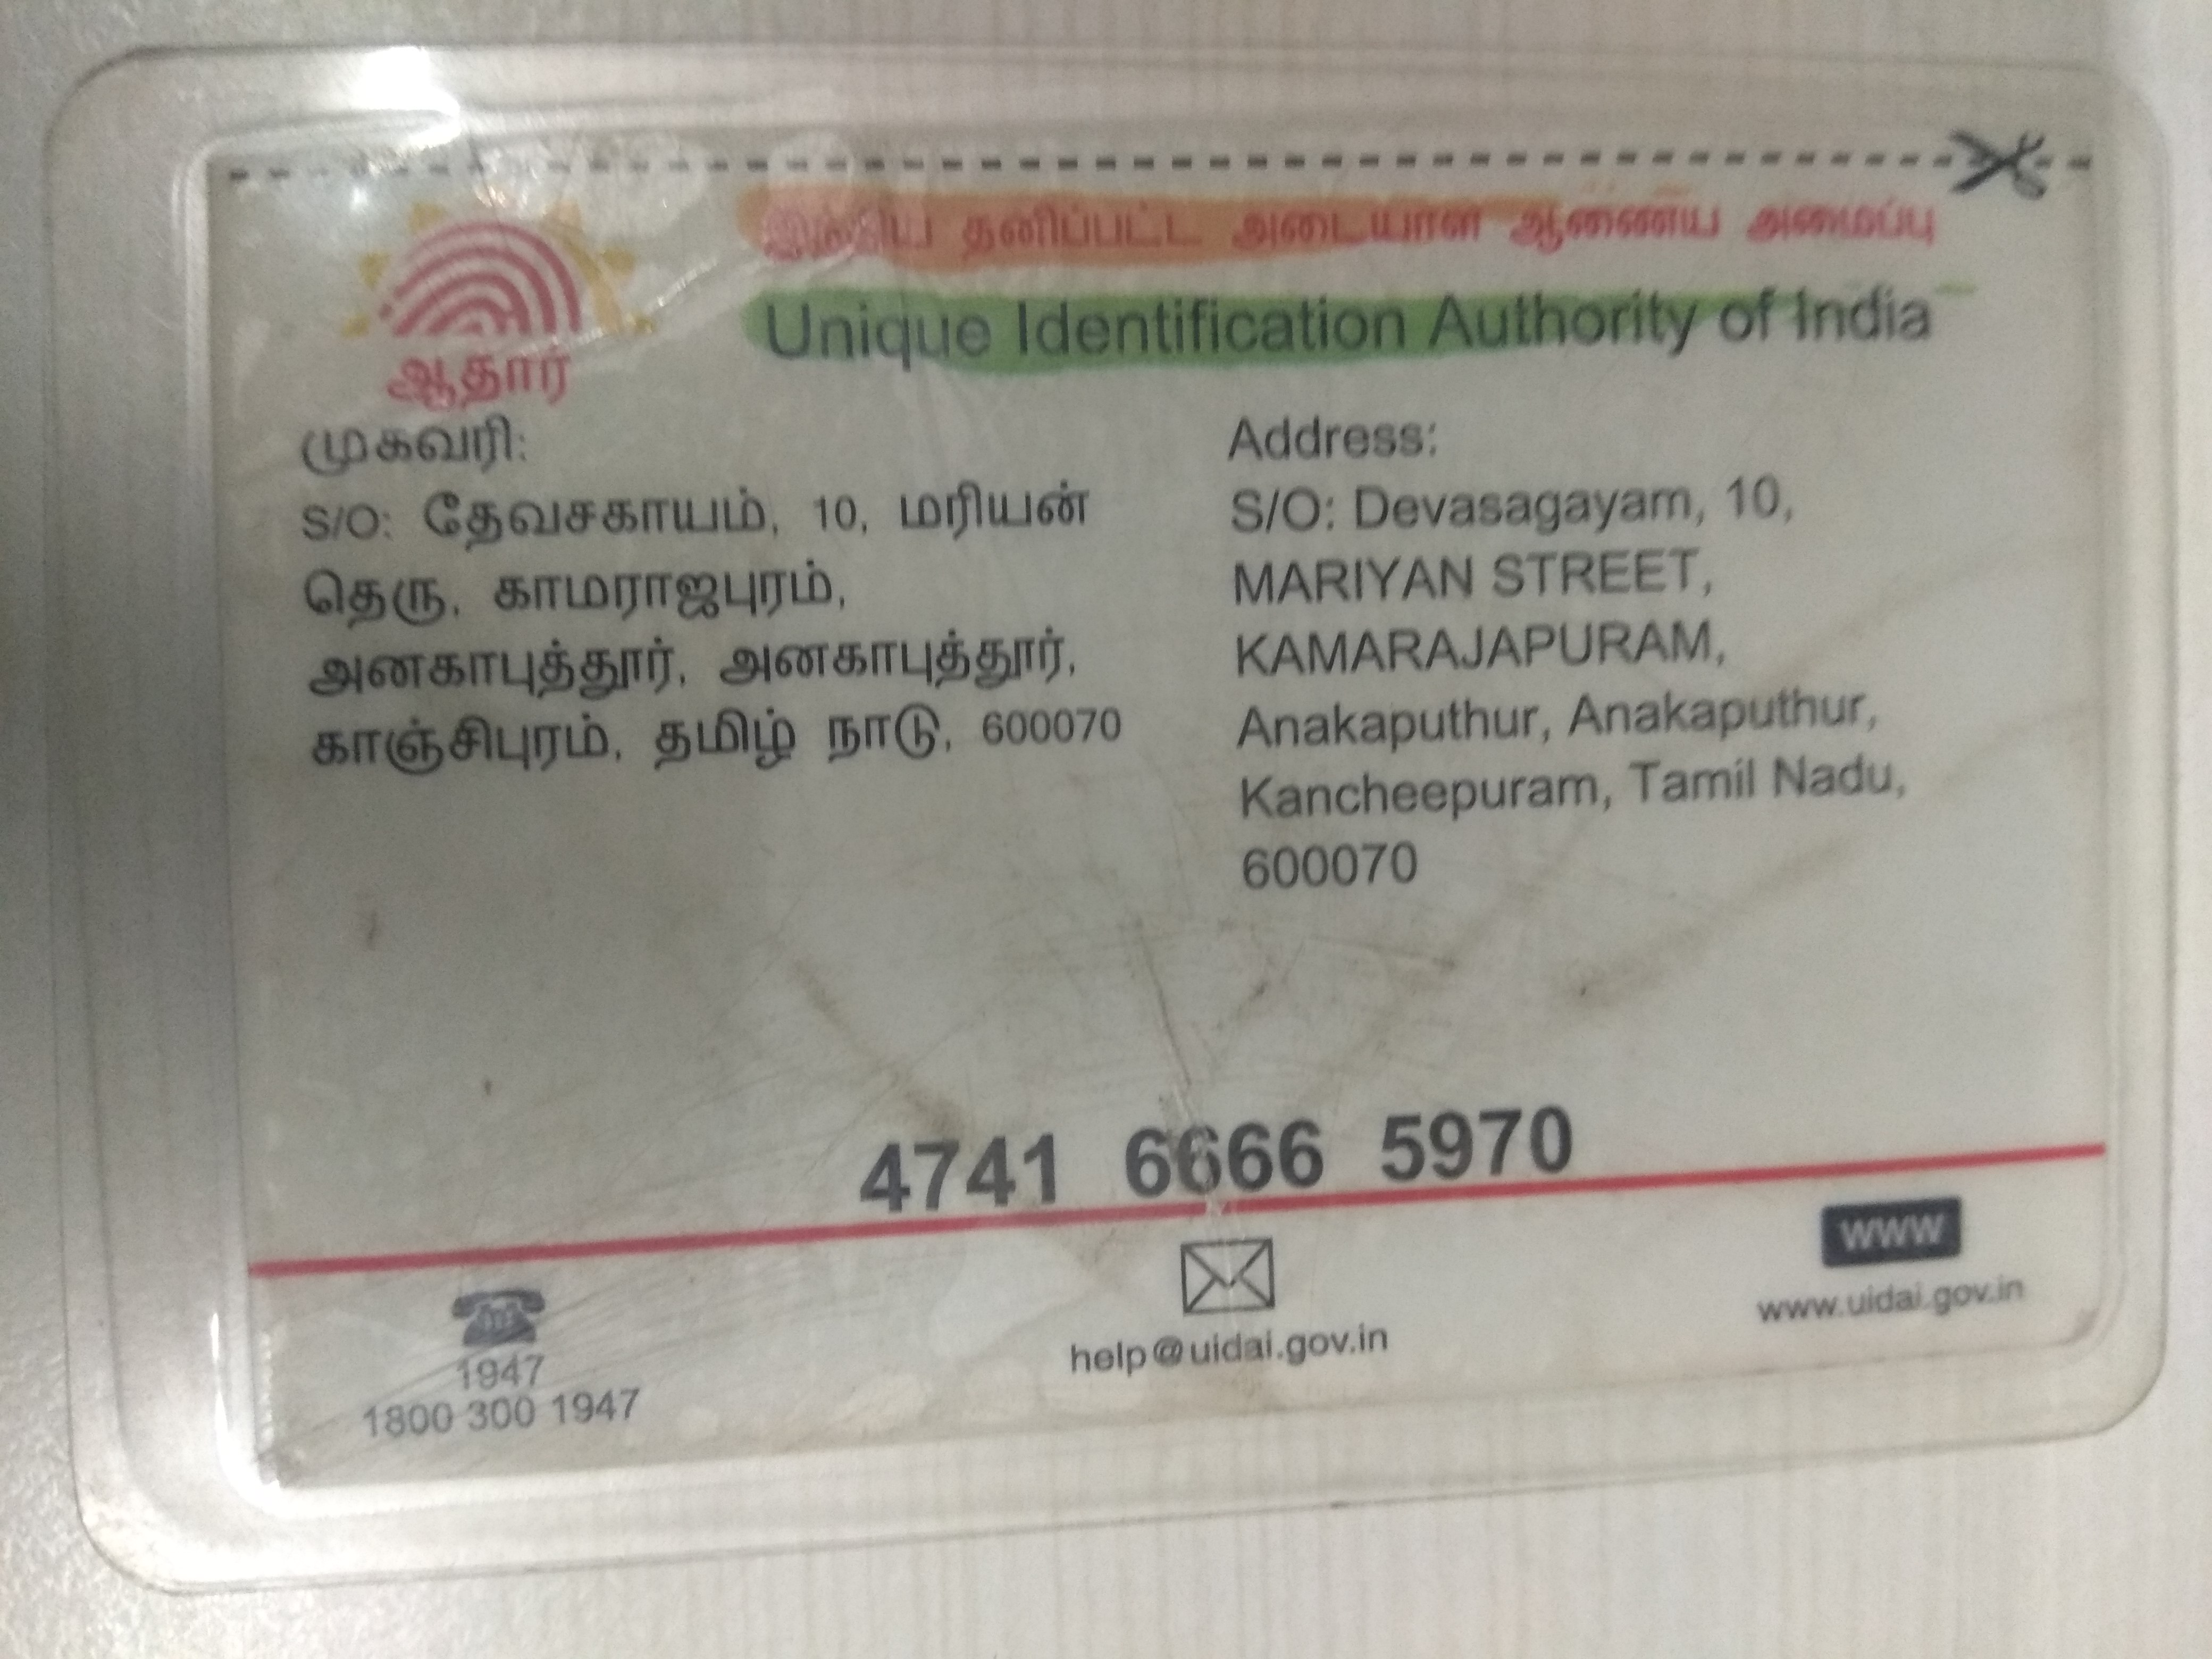 இந்திய தனிப்பட்ட அடையாள ஆணைய அமைப்பு
Unique Identification Authority of India
ஆதார்
முகவரி:
S/O: தேவசகாயம், 10, மரியன்
தெரு, காமராஜபுரம்,
அனகாபுத்தூர், அனகாபுத்தூர்,
காஞ்சிபுரம், தமிழ் நாடு, 600070
Address:
S/O: Devasagayam, 10,
MARIYAN STREET,
KAMARAJAPURAM,
Anakaputhur, Anakaputhur,
Kancheepuram, Tamil Nadu,
600070
4741 6666 5970
1947
1800 300 1947
help@uidai.gov.in
WWW
www.uidai.gov.in